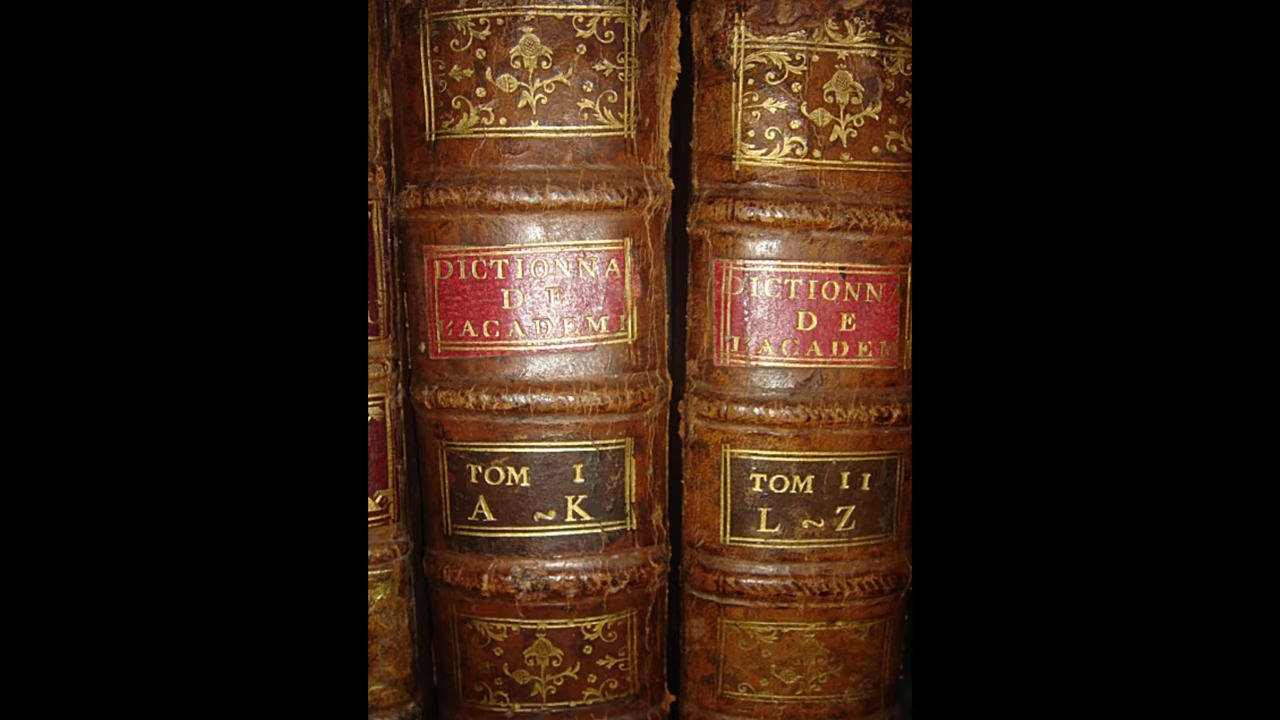 DICTIONNA
DE
L'ACADEMI
TOM I
A ~ K
DICTIONNA
DE
L'ACADEM
TOM II
L ~ Z